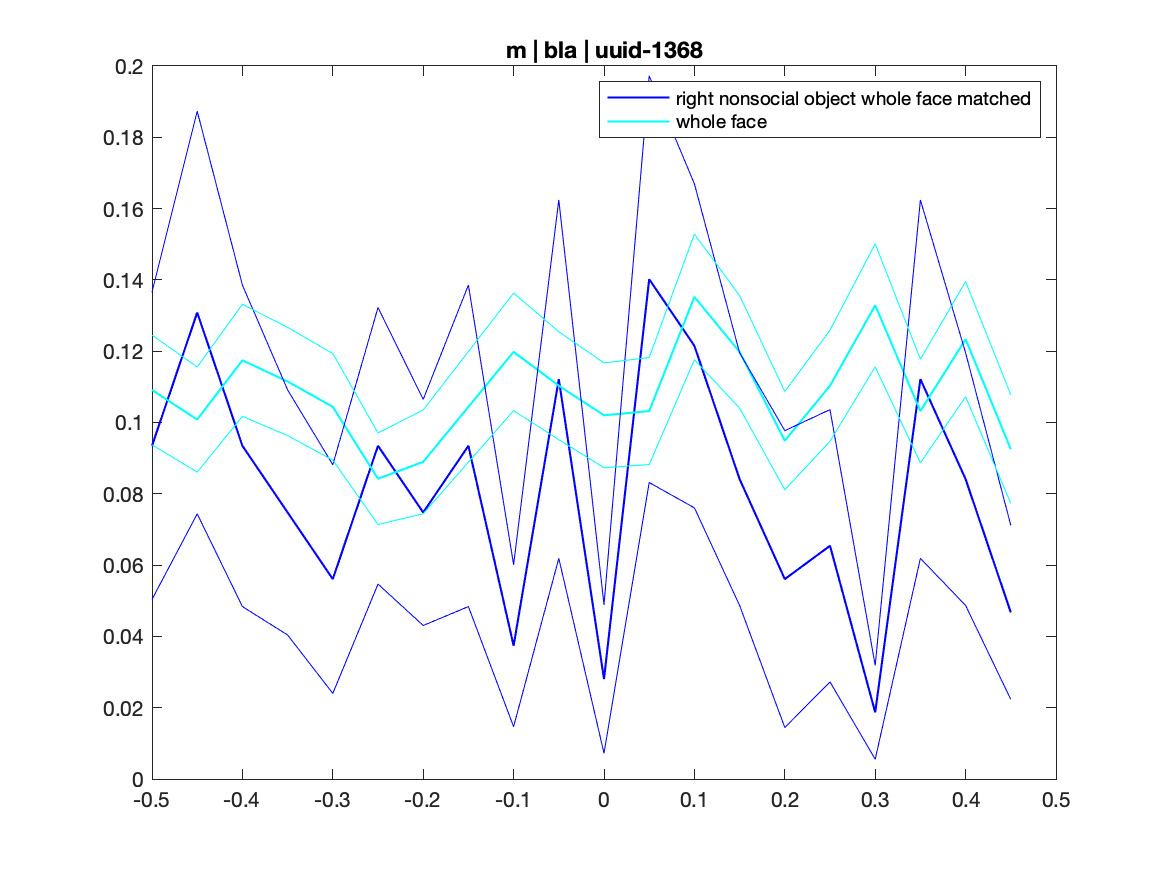 m | bla | uuid-1368
right nonsocial object whole face matched
whole face
0.2
0.18
0.16
0.14
0.12
0.1
0.08
0.06
0.04
0.02
0
-0.5 -0.4 -0.3 -0.2 -0.1 0 0.1 0.2 0.3 0.4 0.5